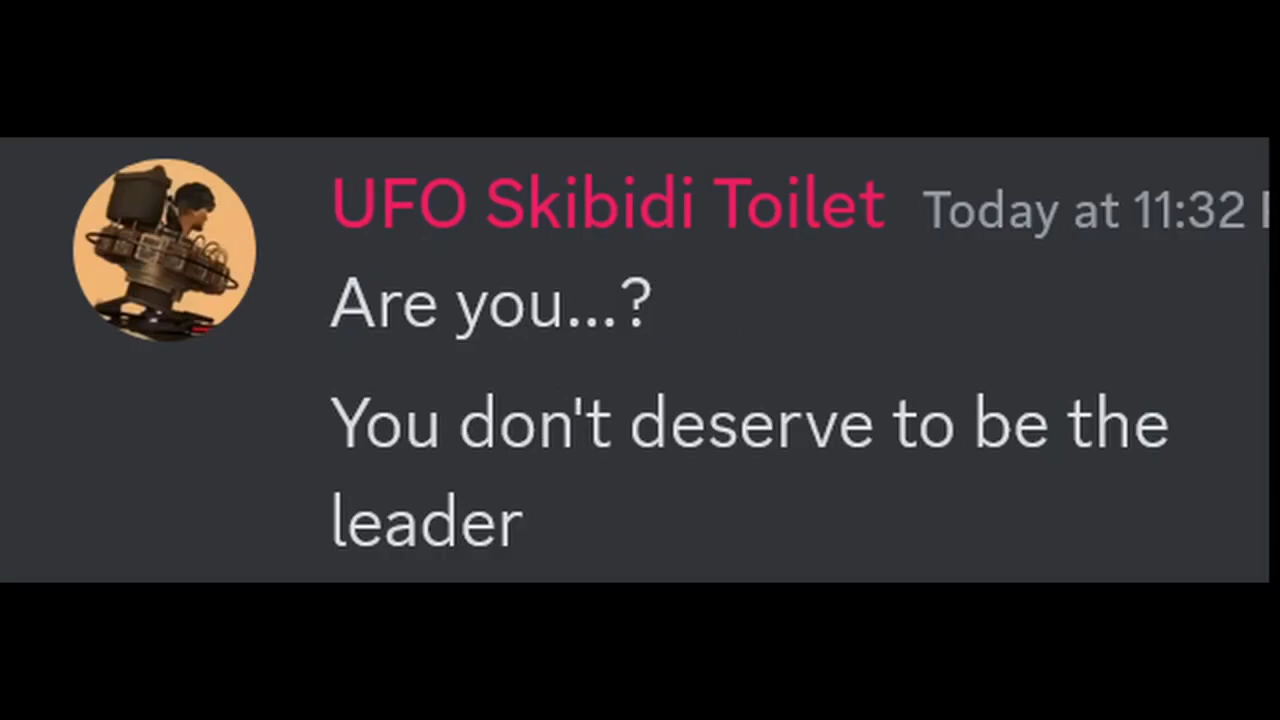 UFO Skibidi Toilet Today at 11:32
Are you...?
You don't deserve to be the
leader